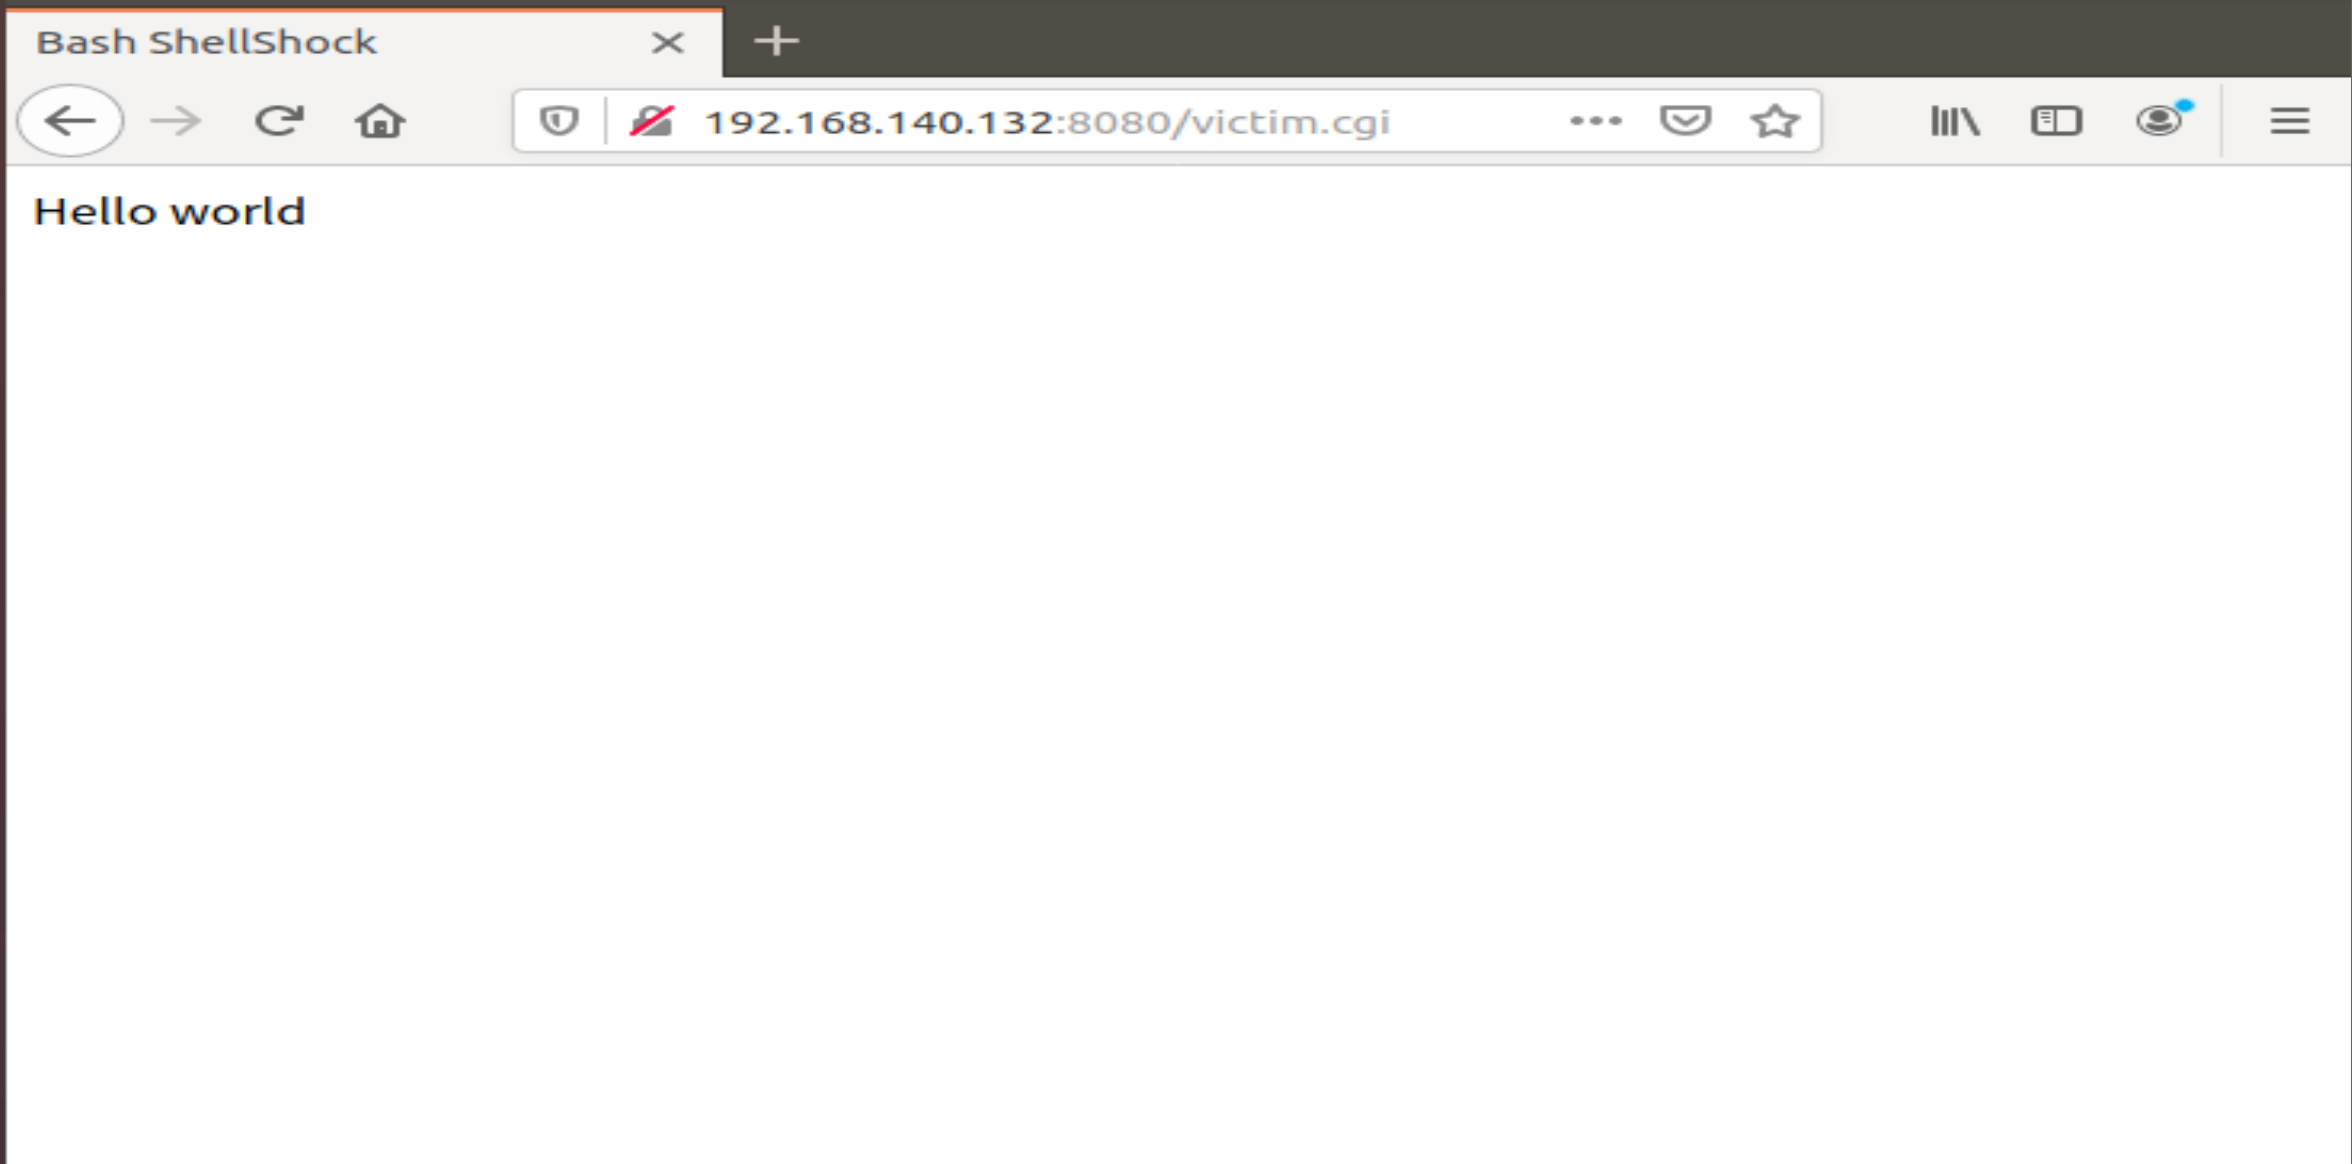 Bash ShellShock
192.168.140.132:8080/victim.cgi
Hello world